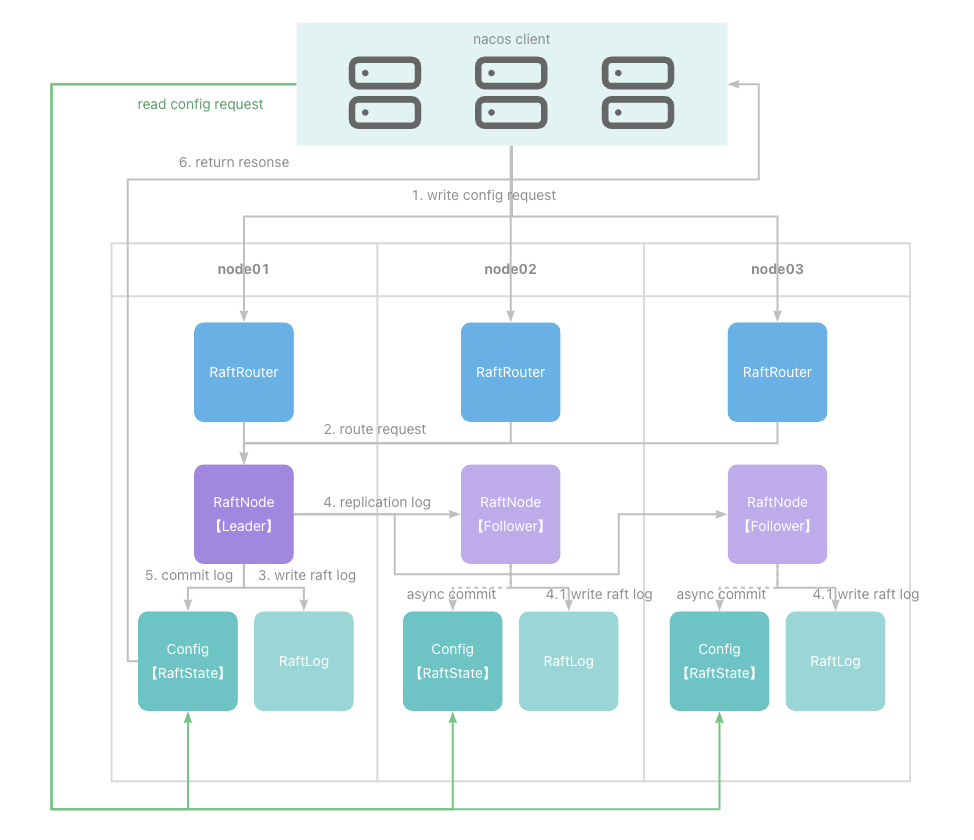 nacos client
read config request
6. return resonse
1. write config request
node01
node02
node03
RaftRouter
RaftRouter
RaftRouter
2. route request
RaftNode
【Leader】
4. replication log
RaftNode
【Follower】
RaftNode
【Follower】
5. commit log
3. write raft log
async commit
4.1 write raft log
async commit
4.1 write raft log
Config
【RaftState】
RaftLog
Config
【RaftState】
RaftLog
Config
【RaftState】
RaftLog